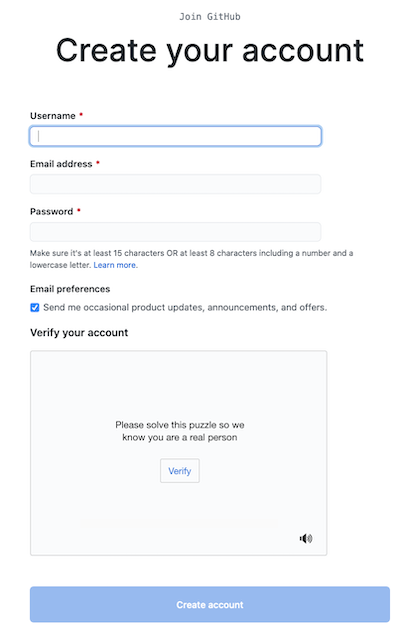 Join GitHub
Create your account
Username *
Email address *
Password *
Make sure it's at least 15 characters OR at least 8 characters including a number and a
lowercase letter. Learn more.
Email preferences
Send me occasional product updates, announcements, and offers.
Verify your account
Please solve this puzzle so we
know you are a real person
Verify
Create account